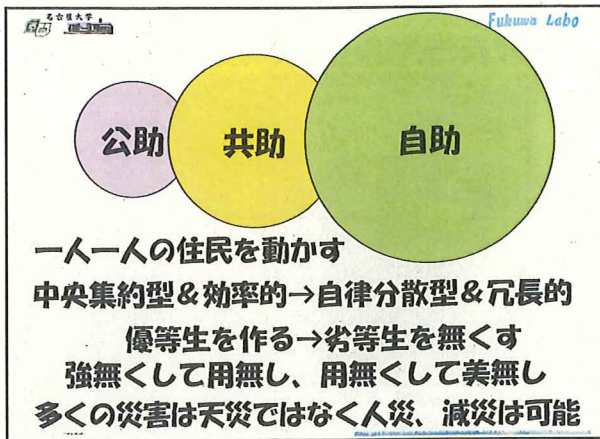 名古屋大学
Fukuwa Labo
公助
共助
自助
一人一人の住民を動かす
中央集約型&効率的→自律分散型&冗長的
優等生を作る→劣等生を無くす
強無くして用無し、用無くして美無し
多くの災害は天災ではなく人災、減災は可能